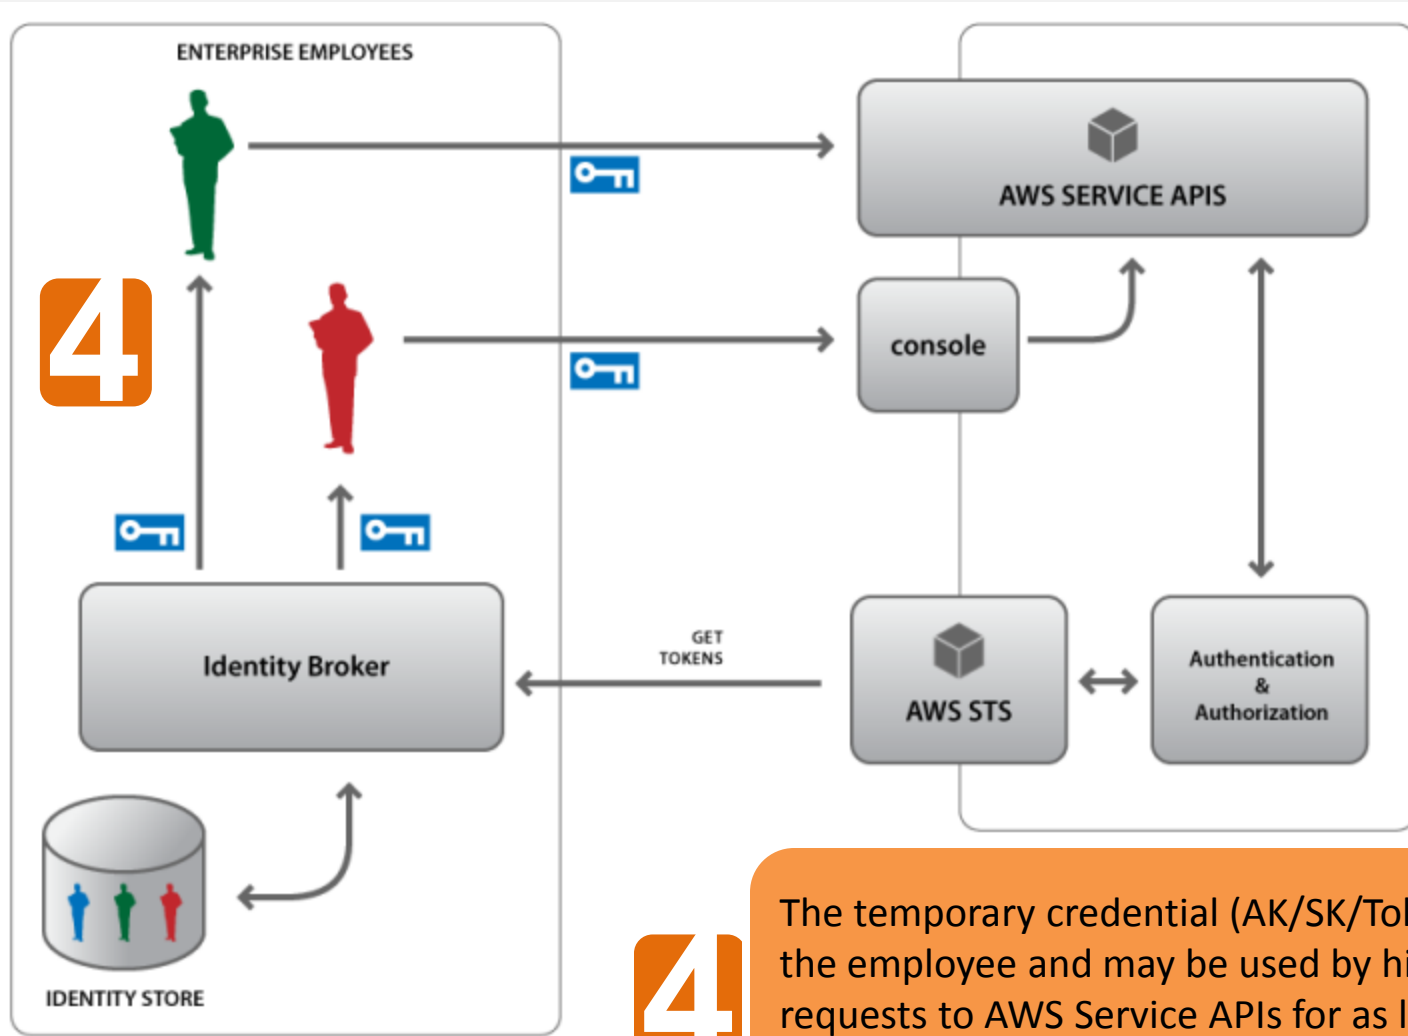 ENTERPRISE EMPLOYEES
AWS SERVICE APIS
4
console
GET
TOKENS
Identity Broker
AWS STS
Authentication
&
Authorization
IDENTITY STORE
4
The temporary credential (AK/SK/To
the employee and may be used by hi
requests to AWS Service APIs for as l